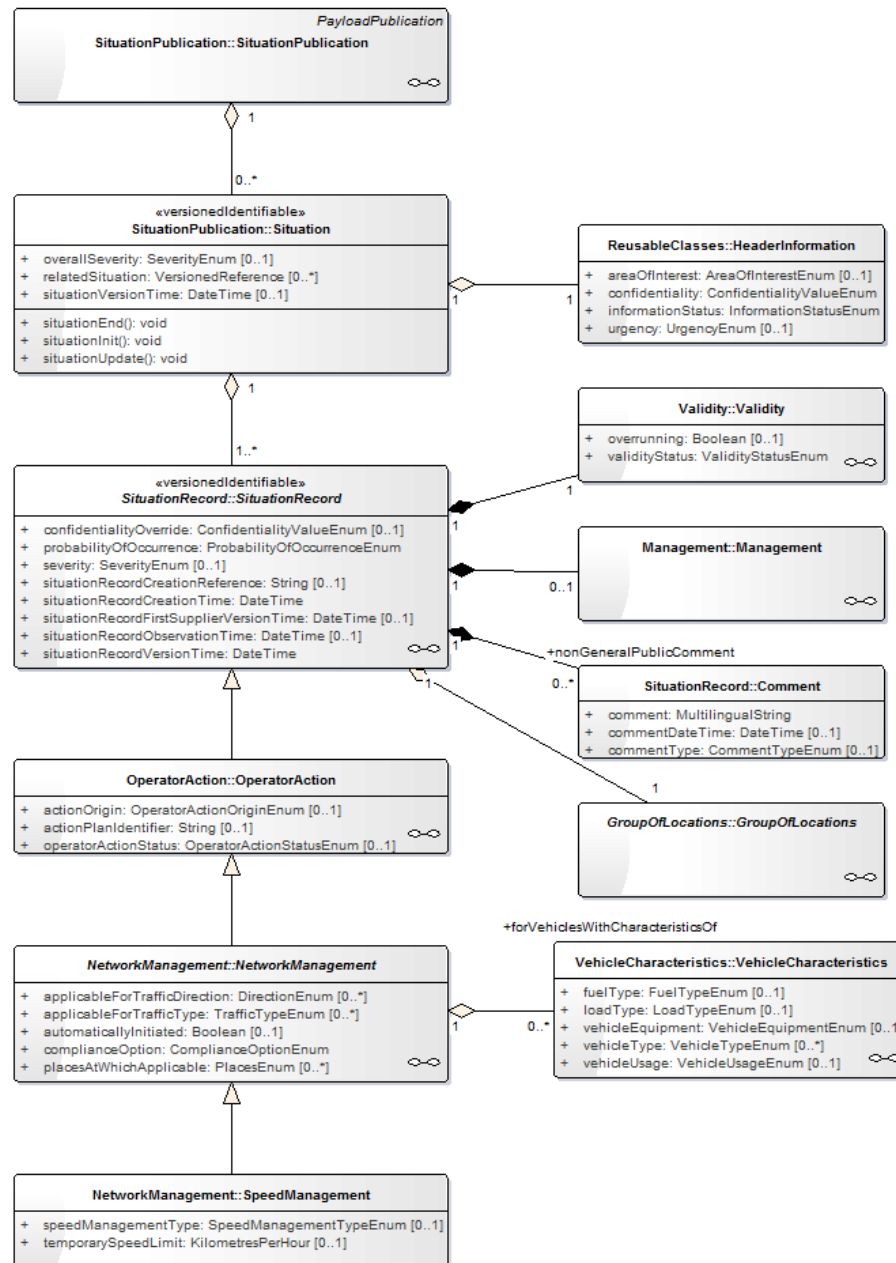 PayloadPublication
SituationPublication::SituationPublication
1
0..*
«versionedIdentifiable»
SituationPublication::Situation
+ overallSeverity: SeverityEnum [0..1]
+ relatedSituation: VersionedReference [0..*]
+ situationVersionTime: DateTime [0..1]
+ situationEnd(): void
+ situationInit(): void
+ situationUpdate(): void
1
1
ReusableClasses::HeaderInformation
+ areaOfInterest: AreaOfInterestEnum [0..1]
+ confidentiality: ConfidentialityValueEnum
+ informationStatus: InformationStatusEnum
+ urgency: UrgencyEnum [0..1]
1
1..*
Validity::Validity
+ overrunning: Boolean [0..1]
+ validityStatus: ValidityStatusEnum
«versionedIdentifiable»
SituationRecord::SituationRecord
+ confidentialityOverride: ConfidentialityValueEnum [0..1]
+ probabilityOfOccurrence: ProbabilityOfOccurrenceEnum
+ severity: SeverityEnum [0..1]
+ situationRecordCreationReference: String [0..1]
+ situationRecordCreationTime: DateTime
+ situationRecordFirstSupplierVersionTime: DateTime [0..1]
+ situationRecordObservationTime: DateTime [0..1]
+ situationRecordVersionTime: DateTime
1
1
Management::Management
1
0..1
1
+nonGeneralPublicComment
0..*
SituationRecord::Comment
+ comment: MultilingualString
+ commentDateTime: DateTime [0..1]
+ commentType: CommentTypeEnum [0..1]
1
1
GroupOfLocations::GroupOfLocations
OperatorAction::OperatorAction
+ actionOrigin: OperatorActionOriginEnum [0..1]
+ actionPlanIdentifier: String [0..1]
+ operatorActionStatus: OperatorActionStatusEnum [0..1]
+forVehiclesWithCharacteristicsOf
NetworkManagement::NetworkManagement
+ applicableForTrafficDirection: DirectionEnum [0..*]
+ applicableForTrafficType: TrafficTypeEnum [0..*]
+ automaticallyInitiated: Boolean [0..1]
+ complianceOption: ComplianceOptionEnum
+ placesAtWhichApplicable: PlacesEnum [0..*]
1
0..*
VehicleCharacteristics::VehicleCharacteristics
+ fuelType: FuelTypeEnum [0..1]
+ loadType: LoadTypeEnum [0..1]
+ vehicleEquipment: VehicleEquipmentEnum [0..1
+ vehicleType: VehicleTypeEnum [0..*]
+ vehicleUsage: VehicleUsageEnum [0..1]
NetworkManagement::SpeedManagement
+ speedManagementType: SpeedManagementTypeEnum [0..1]
+ temporarySpeedLimit: KilometresPerHour [0..1]